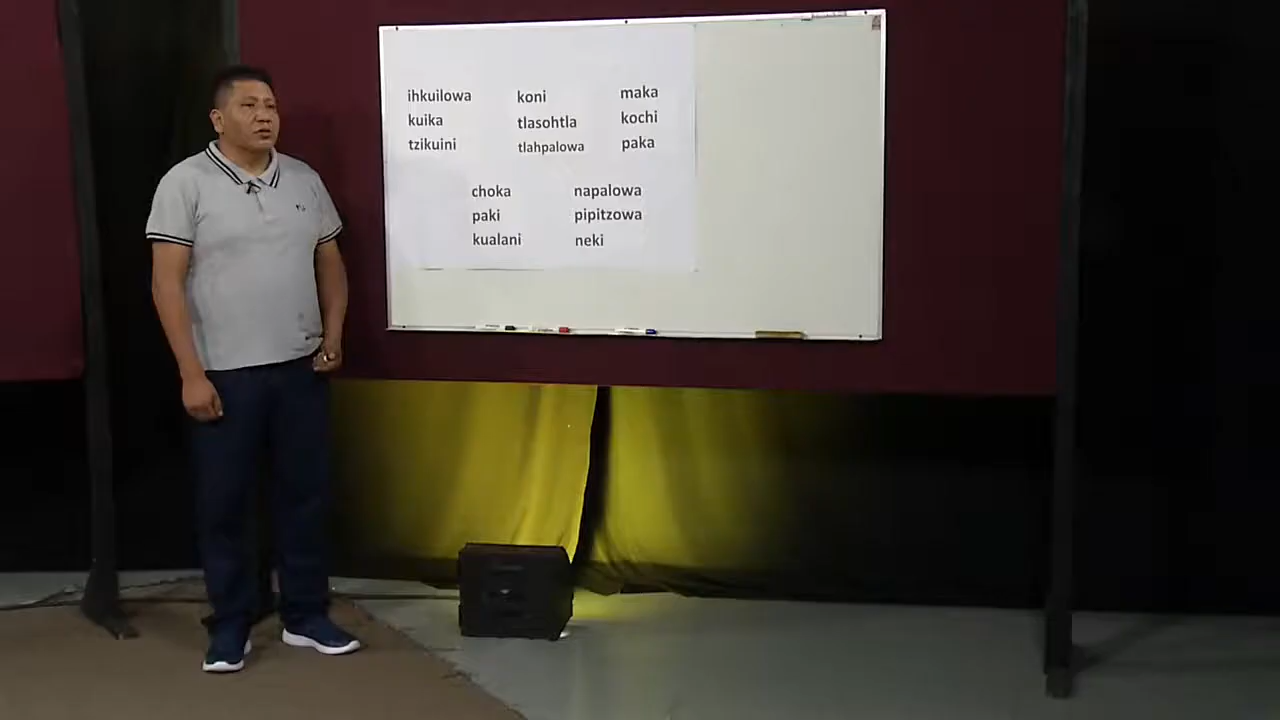 ihkuilowa
kuika
tzikuini
koni
tlasohtla
tlahpalowa
maka
kochi
paka
choka
paki
kualani
napalowa
pipitzowa
neki